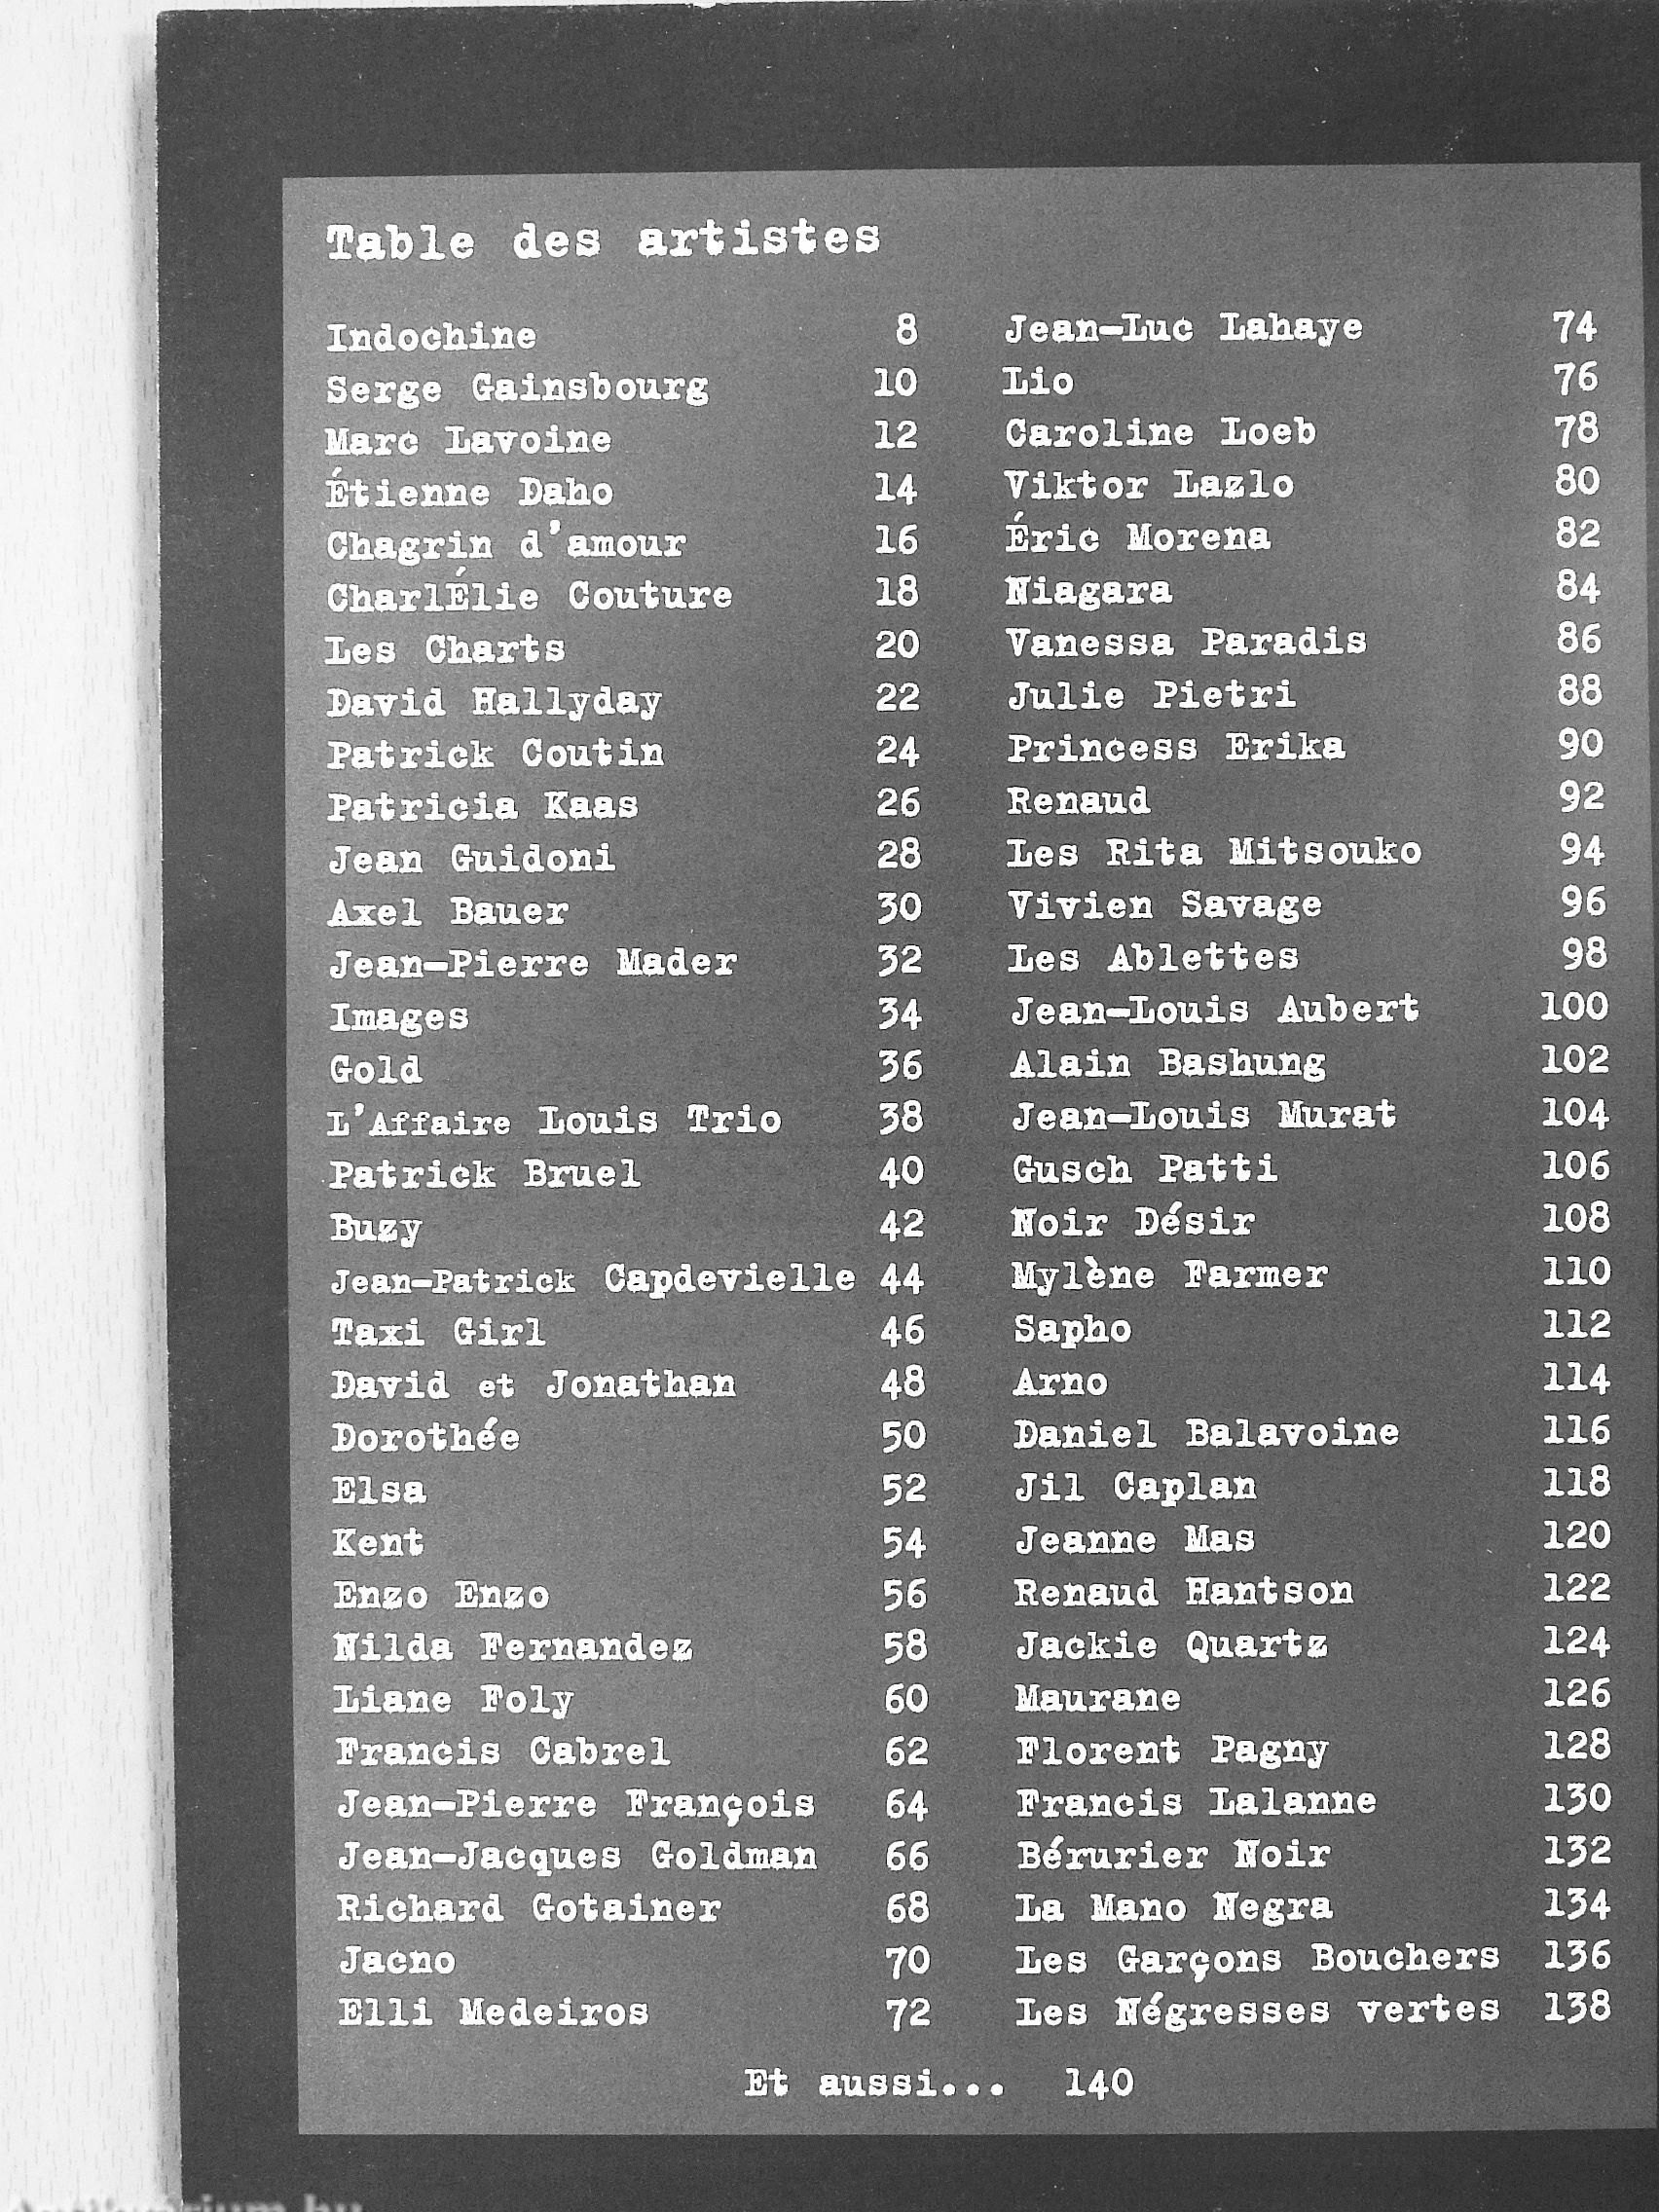 Table des artistes
Indochine 8
Serge Gainsbourg 10
Marc Lavoine 12
Étienne Daho 14
Chagrin d'amour 16
CharlÉlie Couture 18
Les Charts 20
David Hallyday 22
Patrick Coutin 24
Patricia Kaas 26
Jean Guidoni 28
Axel Bauer 30
Jean-Pierre Mader 32
Images 34
Gold 36
L'Affaire Louis Trio 38
Patrick Bruel 40
Buzy 42
Jean-Patrick Capdevielle 44
Taxi Girl 46
David et Jonathan 48
Dorothée 50
Elsa 52
Kent 54
Enzo Enzo 56
Nilda Fernandez 58
Liane Foly 60
Francis Cabrel 62
Jean-Pierre François 64
Jean-Jacques Goldman 66
Richard Gotainer 68
Jacno 70
Elli Medeiros 72
Jean-Luc Lahaye 74
Lio 76
Caroline Loeb 78
Viktor Lazlo 80
Éric Morena 82
Niagara 84
Vanessa Paradis 86
Julie Pietri 88
Princess Erika 90
Renaud 92
Les Rita Mitsouko 94
Vivien Savage 96
Les Ablettes 98
Jean-Louis Aubert 100
Alain Bashung 102
Jean-Louis Murat 104
Gusch Patti 106
Noir Désir 108
Mylène Farmer 110
Sapho 112
Arno 114
Daniel Balavoine 116
Jil Caplan 118
Jeanne Mas 120
Renaud Hantson 122
Jackie Quartz 124
Maurane 126
Florent Pagny 128
Francis Lalanne 130
Bérurier Noir 132
La Mano Negra 134
Les Garçons Bouchers 136
Les Négresses vertes 138
Et aussi... 140